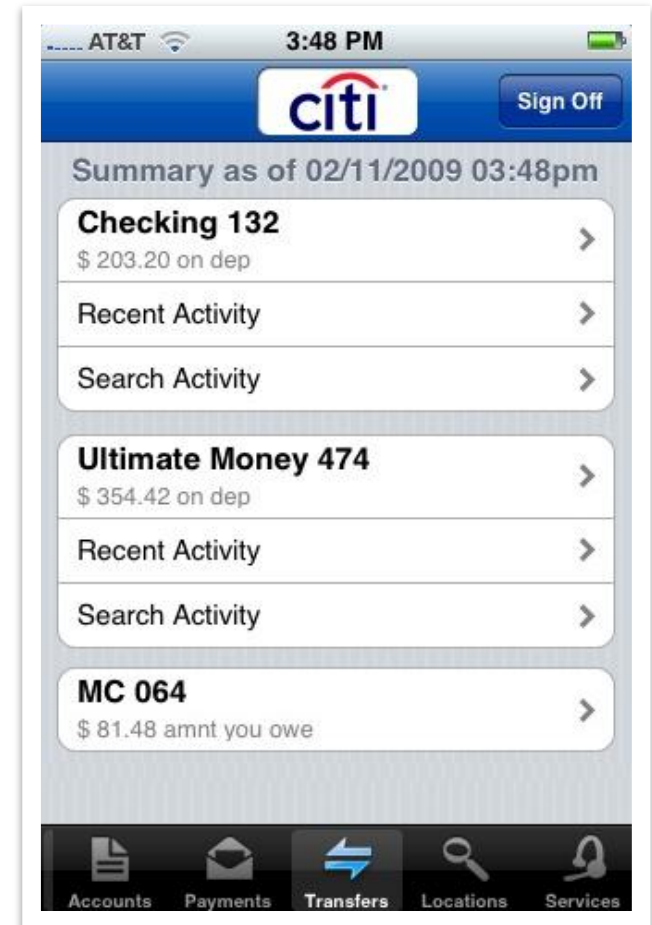 AT&T 3:48 PM
citi Sign Off
Summary as of 02/11/2009 03:48pm
Checking 132
$ 203.20 on dep
Recent Activity
Search Activity
Ultimate Money 474
$ 354.42 on dep
Recent Activity
Search Activity
MC 064
$ 81.48 amnt you owe
Accounts Payments Transfers Locations Services